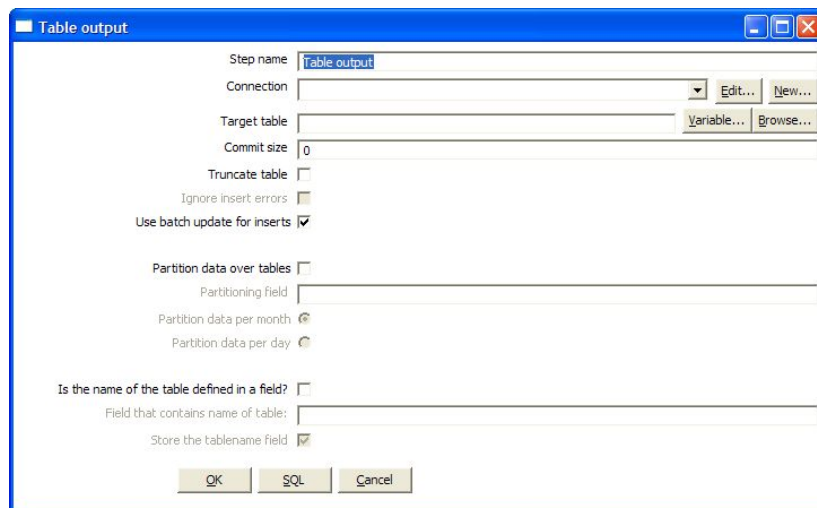 Table output
Step name Table output
Connection Edit... New...
Target table Variable... Browse...
Commit size 0
Truncate table
Ignore insert errors
Use batch update for inserts
Partition data over tables
Partitioning field
Partition data per month
Partition data per day
Is the name of the table defined in a field?
Field that contains name of table:
Store the tablename field
OK SQL Cancel